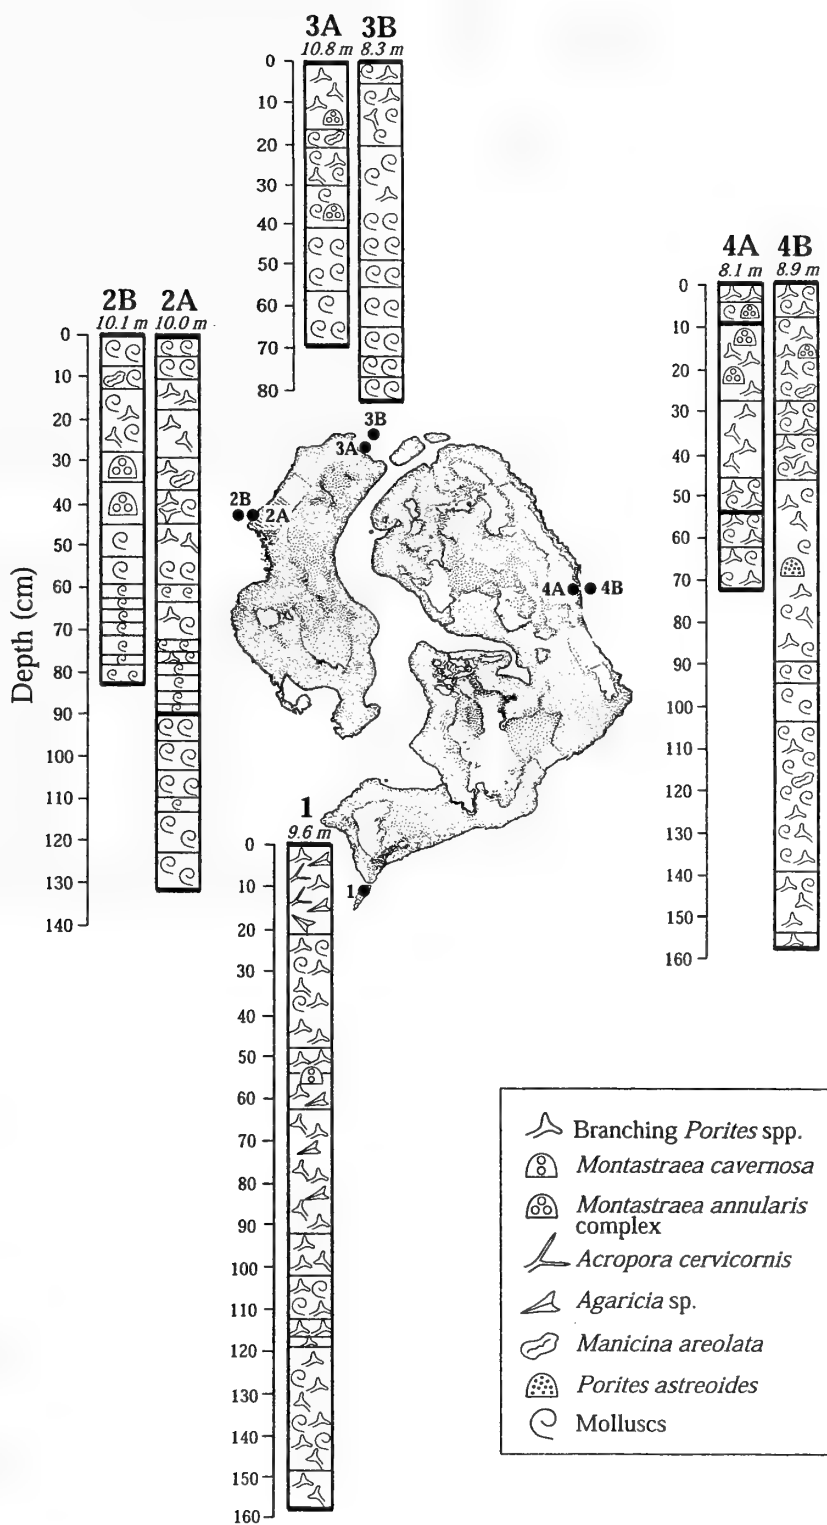 3A 3B
10.8 m 8.3 m
0
10
20
30
40
50
60
70
80
4A 4B
8.1 m 8.9 m
0
10
20
30
40
50
60
70
80
90
100
110
120
130
140
150
160
2B 2A
10.1 m 10.0 m
0
10
20
30
40
50
60
70
80
90
100
110
120
130
140
Depth (cm)
3B
3A
2B 2A
4A 4B
1
1
9.6 m
0
10
20
30
40
50
60
70
80
90
100
110
120
130
140
150
160
Branching Porites spp.
Montastraea cavernosa
Montastraea annularis
complex
Acropora cervicornis
Agaricia sp.
Manicina areolata
Porites astreoides
Molluscs